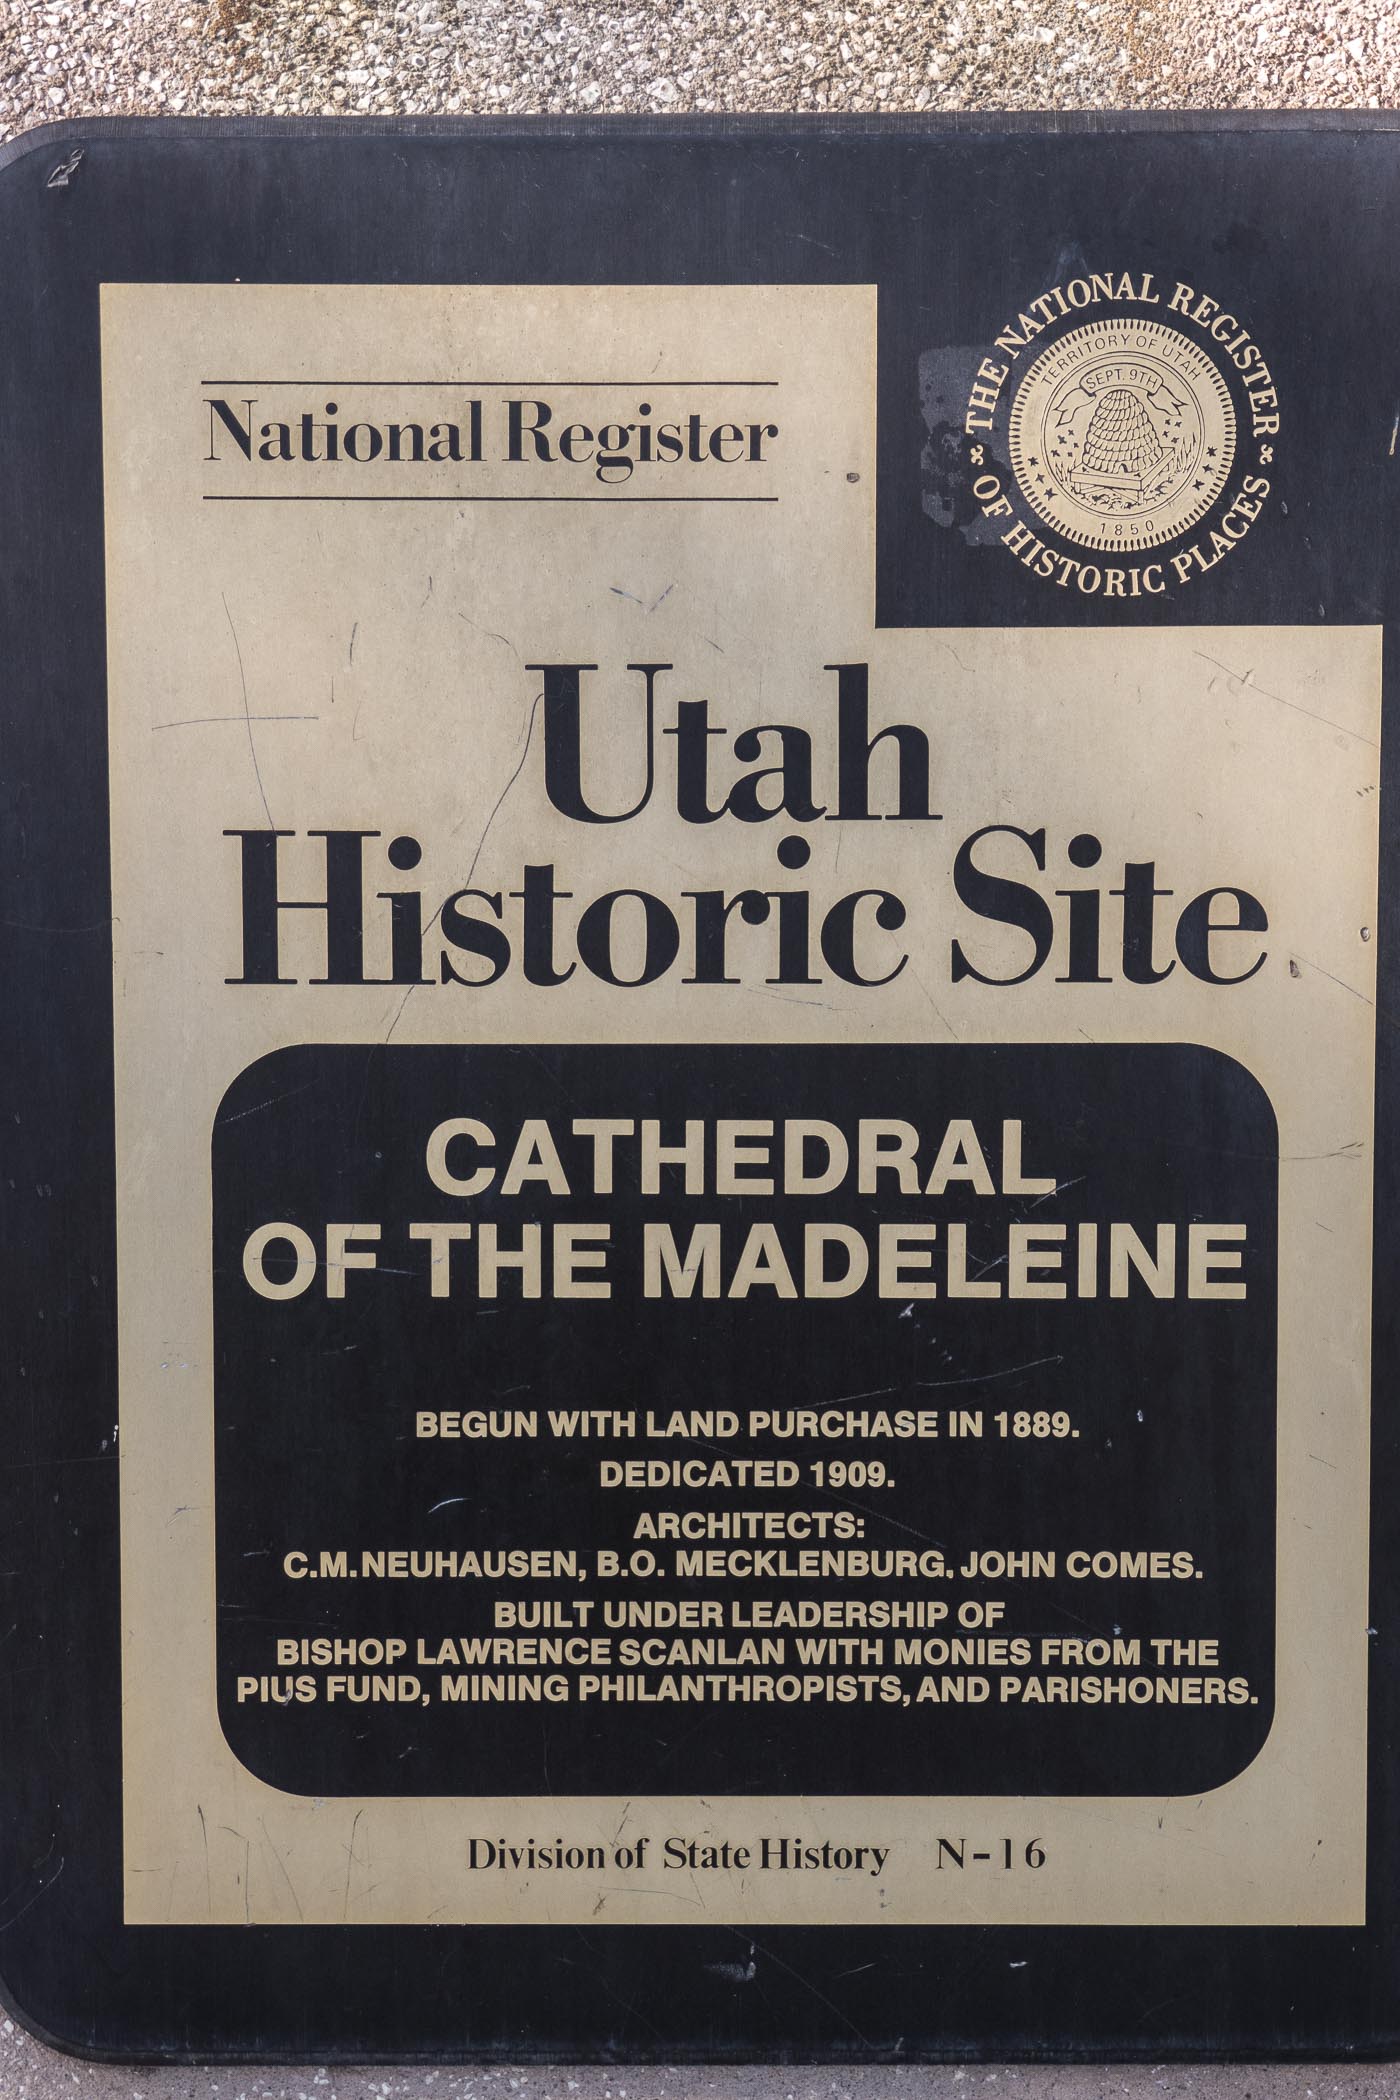 National Register
THE NATIONAL REGISTER
OF HISTORIC PLACES
TERRITORY OF UTAH
SEPT. 9TH
1850
Utah
Historic Site
CATHEDRAL
OF THE MADELEINE
BEGUN WITH LAND PURCHASE IN 1889.
DEDICATED 1909.
ARCHITECTS:
C.M. NEUHAUSEN, B.O. MECKLENBURG, JOHN COMES.
BUILT UNDER LEADERSHIP OF
BISHOP LAWRENCE SCANLAN WITH MONIES FROM THE
PIUS FUND, MINING PHILANTHROPISTS, AND PARISHONERS.
Division of State History N-16